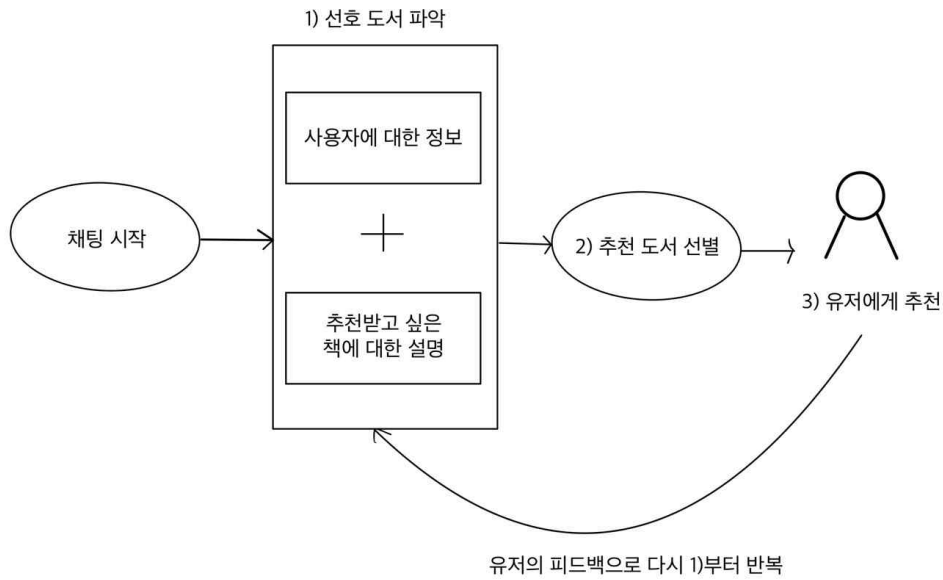 1) 선호 도서 파악
사용자에 대한 정보
추천받고 싶은
책에 대한 설명
채팅 시작
2) 추천 도서 선별
3) 유저에게 추천
유저의 피드백으로 다시 1)부터 반복